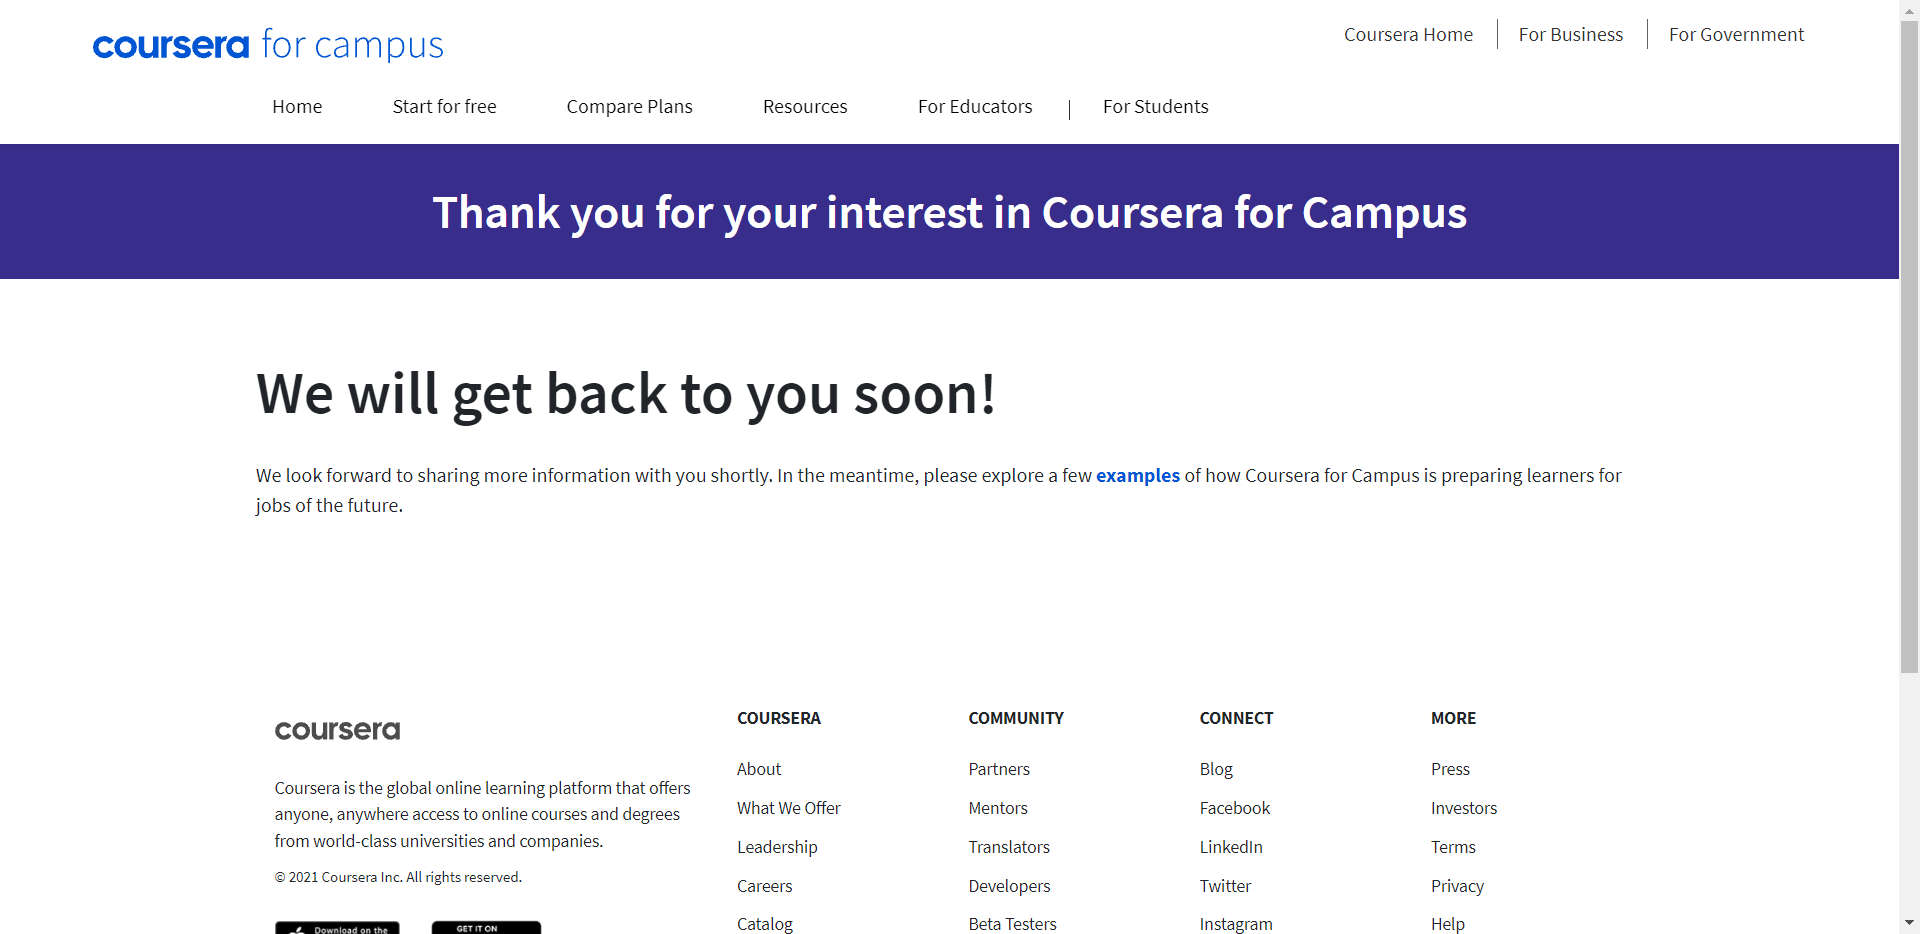 coursera for campus
Coursera Home
For Business
For Government
Home
Start for free
Compare Plans
Resources
For Educators
For Students
Thank you for your interest in Coursera for Campus
We will get back to you soon!
We look forward to sharing more information with you shortly. In the meantime, please explore a few examples of how Coursera for Campus is preparing learners for
jobs of the future.
coursera
Coursera is the global online learning platform that offers
anyone, anywhere access to online courses and degrees
from world-class universities and companies.
© 2021 Coursera Inc. All rights reserved.
Download on the
GET IT ON
COURSERA
About
What We Offer
Leadership
Careers
Catalog
COMMUNITY
Partners
Mentors
Translators
Developers
Beta Testers
CONNECT
Blog
Facebook
LinkedIn
Twitter
Instagram
MORE
Press
Investors
Terms
Privacy
Help